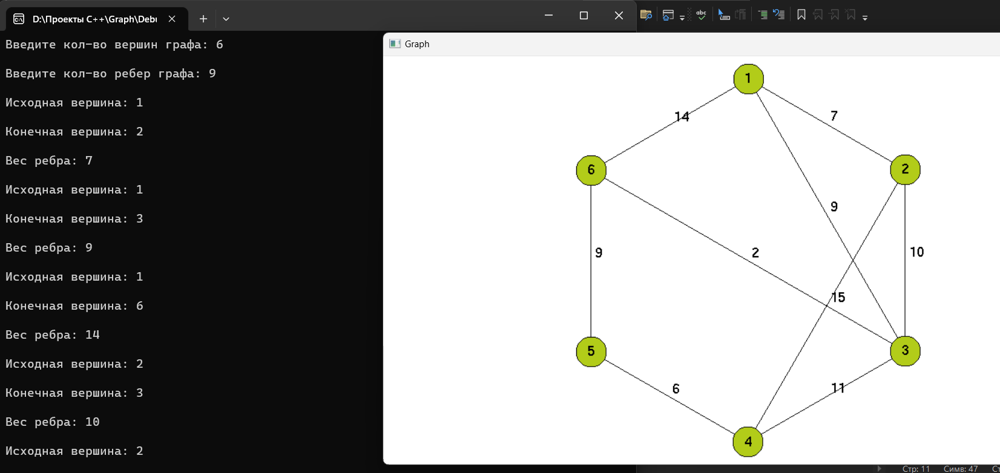 D:\Проекты C++\Graph\Debu
Введите кол-во вершин графа: 6
Введите кол-во ребер графа: 9
Исходная вершина: 1
Конечная вершина: 2
Вес ребра: 7
Исходная вершина: 1
Конечная вершина: 3
Вес ребра: 9
Исходная вершина: 1
Конечная вершина: 6
Вес ребра: 14
Исходная вершина: 2
Конечная вершина: 3
Вес ребра: 10
Исходная вершина: 2
abc
Graph
1
14
7
6
2
9
9
2
10
15
5
3
6
11
4
Стр: 11
Симв: 47